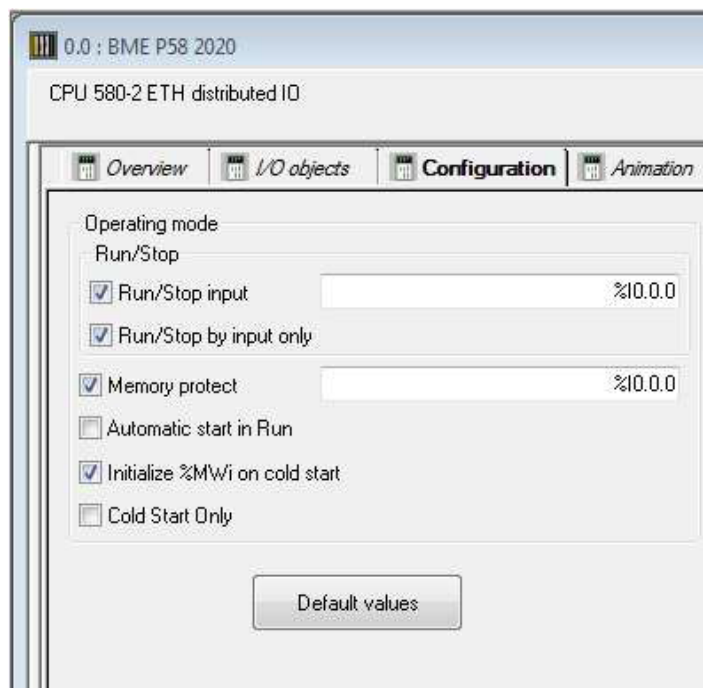 0.0 : BME P58 2020
CPU 580-2 ETH distributed IO
Overview I/O objects Configuration Animation
Operating mode
Run/Stop
Run/Stop input %I0.0.0
Run/Stop by input only
Memory protect %I0.0.0
Automatic start in Run
Initialize %MWi on cold start
Cold Start Only
Default values